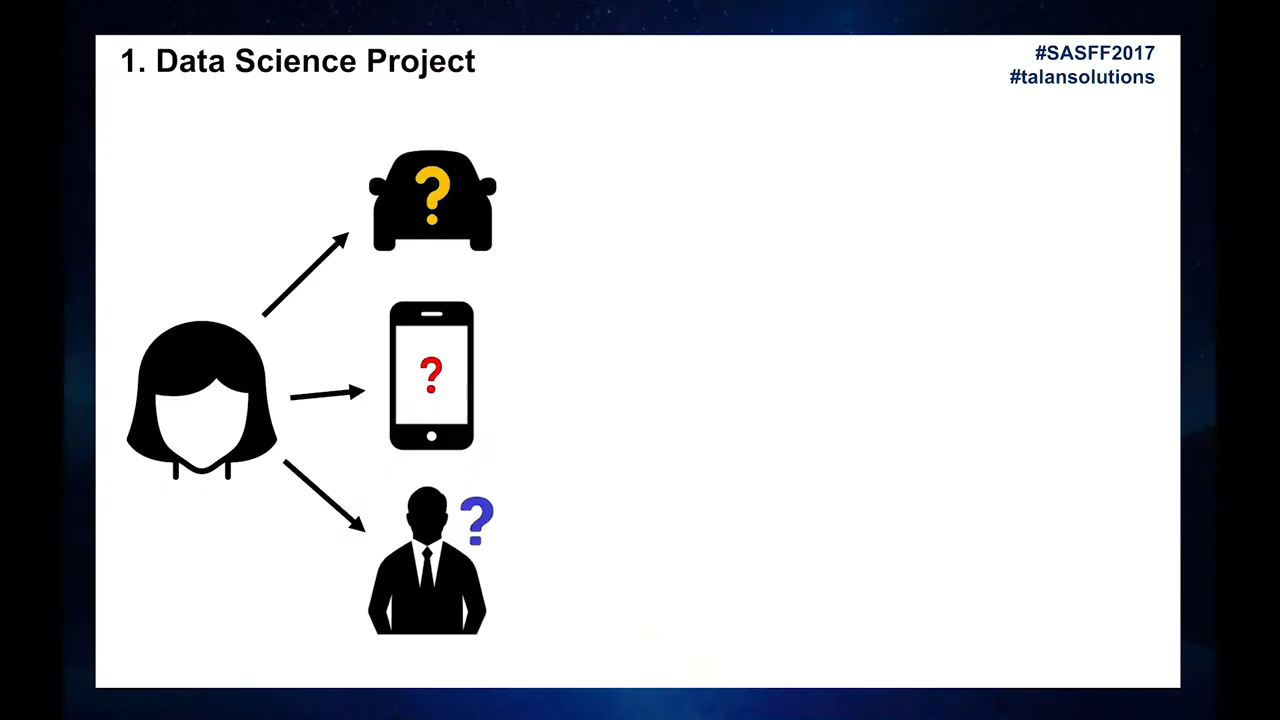 1. Data Science Project
#SASFF2017
#talansolutions
?
?
?